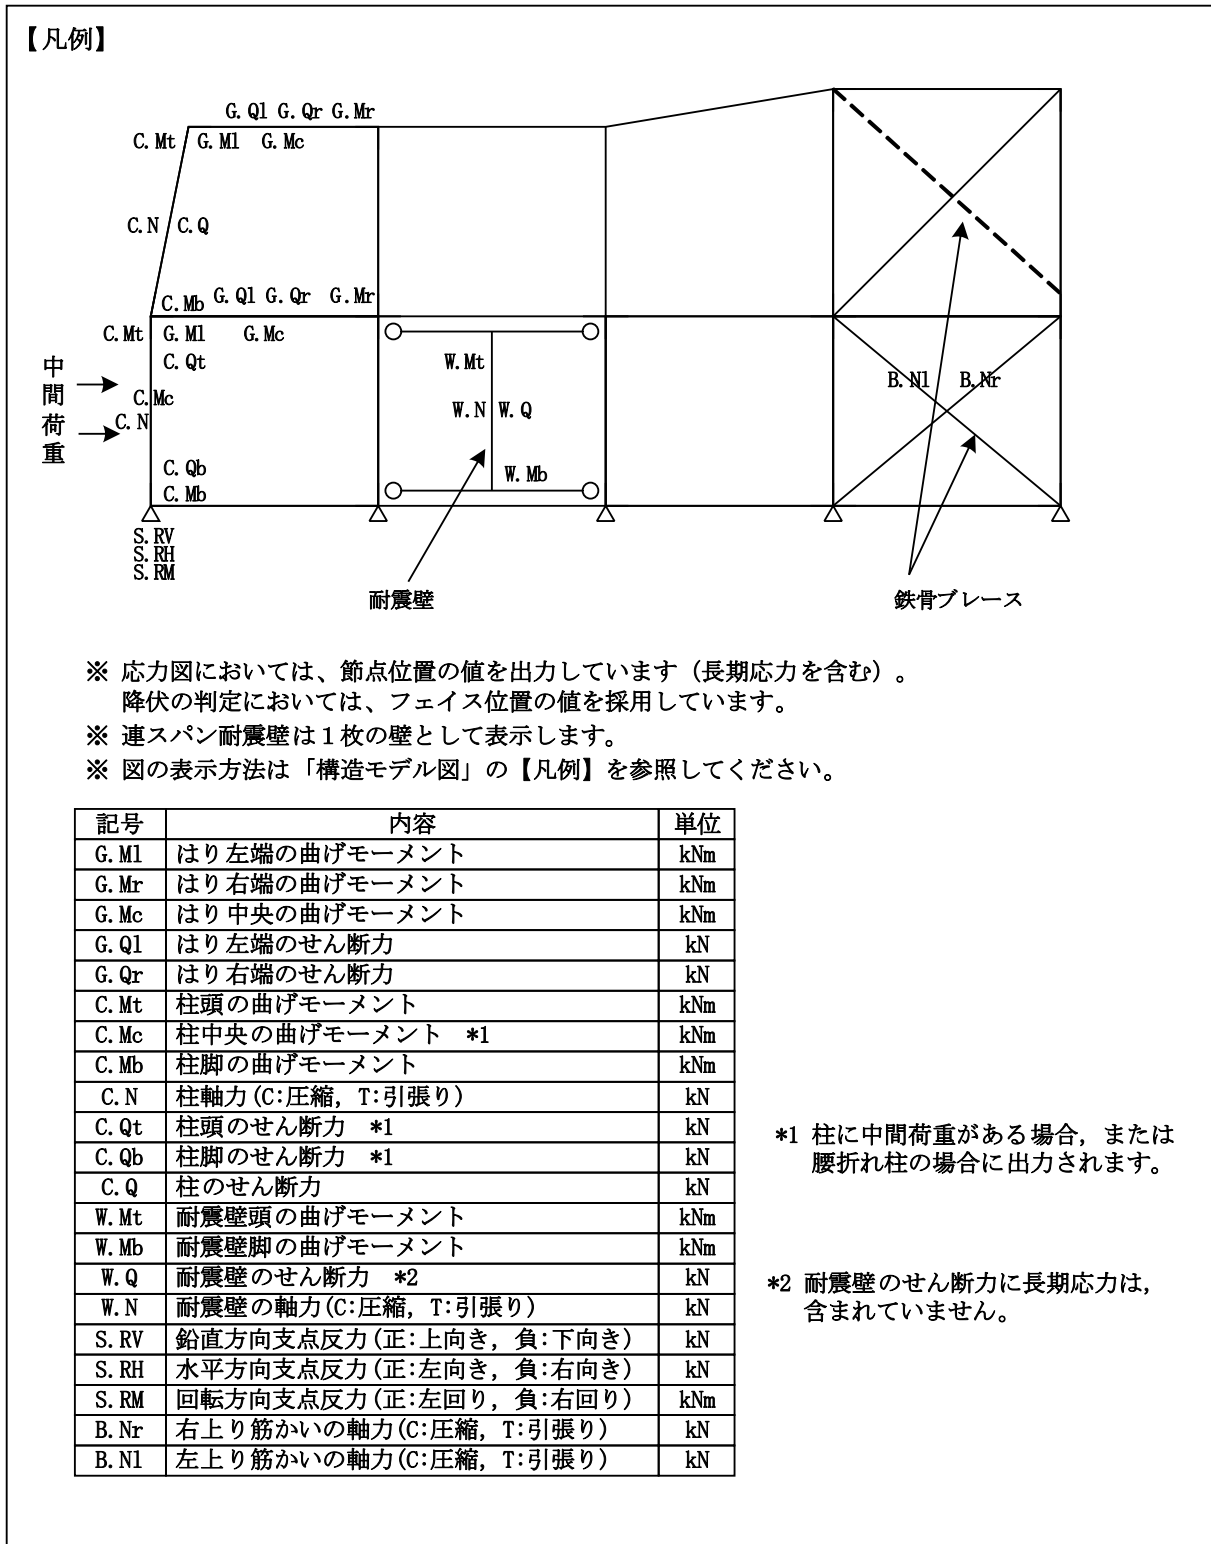 【凡例】
G.Ql G.Qr G.Mr
C.Mt G.Ml G.Mc
C.N C.Q
C.Mb G.Ql G.Qr G.Mr
C.Mt G.Ml G.Mc
C.Qt
中間荷重
C.Mc
C.N
C.Qb
C.Mb
W.Mt
W.N W.Q
W.Mb
B.Nl B.Nr
S.RV
S.RH
S.RM
耐震壁
鉄骨ブレース
※ 応力図においては、節点位置の値を出力しています（長期応力を含む）。
降伏の判定においては、フェイス位置の値を採用しています。
※ 連スパン耐震壁は１枚の壁として表示します。
※ 図の表示方法は「構造モデル図」の【凡例】を参照してください。
記号 内容 単位
G.Ml はり左端の曲げモーメント kNm
G.Mr はり右端の曲げモーメント kNm
G.Mc はり中央の曲げモーメント kNm
G.Ql はり左端のせん断力 kN
G.Qr はり右端のせん断力 kN
C.Mt 柱頭の曲げモーメント kNm
C.Mc 柱中央の曲げモーメント *1 kNm
C.Mb 柱脚の曲げモーメント kNm
C.N 柱軸力(C:圧縮, T:引張り) kN
C.Qt 柱頭のせん断力 *1 kN
C.Qb 柱脚のせん断力 *1 kN
C.Q 柱のせん断力 kN
W.Mt 耐震壁頭の曲げモーメント kNm
W.Mb 耐震壁脚の曲げモーメント kNm
W.Q 耐震壁のせん断力 *2 kN
W.N 耐震壁の軸力(C:圧縮, T:引張り) kN
S.RV 鉛直方向支点反力(正:上向き, 負:下向き) kN
S.RH 水平方向支点反力(正:左向き, 負:右向き) kN
S.RM 回転方向支点反力(正:左回り, 負:右回り) kNm
B.Nr 右上り筋かいの軸力(C:圧縮, T:引張り) kN
B.Nl 左上り筋かいの軸力(C:圧縮, T:引張り) kN
*1 柱に中間荷重がある場合, または
腰折れ柱の場合に出力されます。
*2 耐震壁のせん断力に長期応力は,
含まれていません。